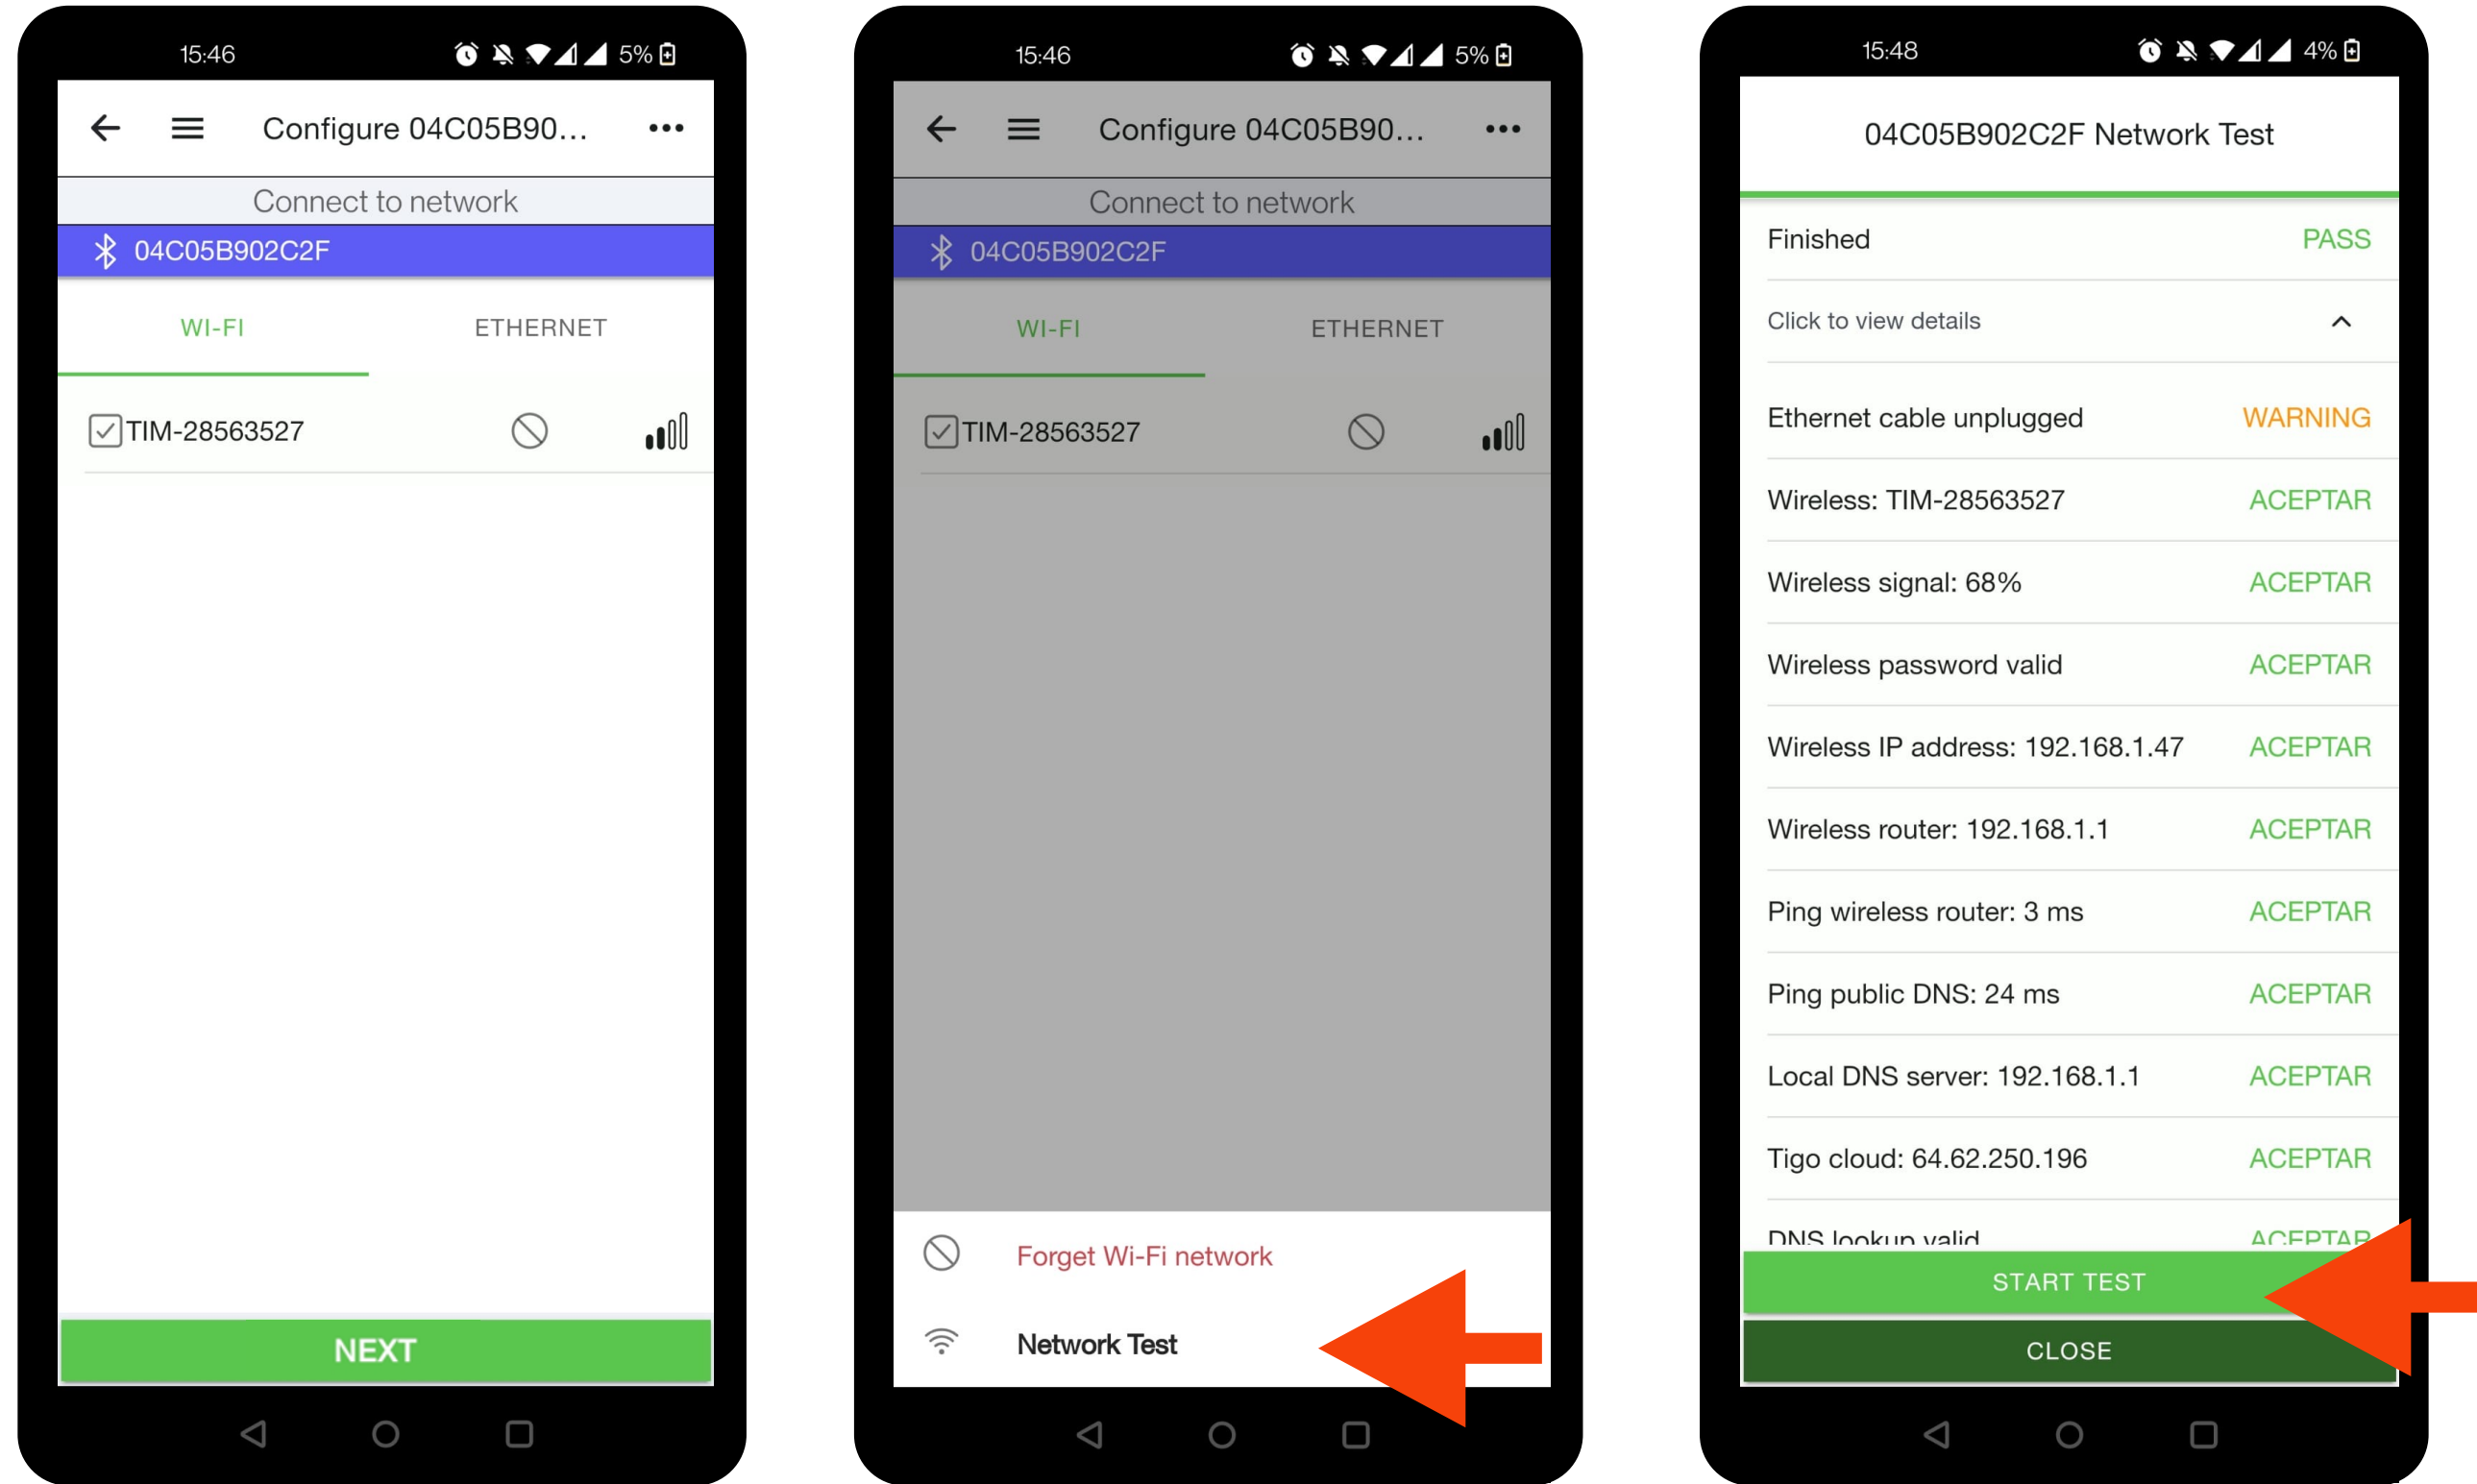 15:46
5%
Configure 04C05B90...
Connect to network
04C05B902C2F
WI-FI
ETHERNET
TIM-28563527
NEXT
15:46
5%
Configure 04C05B90...
Connect to network
04C05B902C2F
WI-FI
ETHERNET
TIM-28563527
Forget Wi-Fi network
Network Test
15:48
4%
04C05B902C2F Network Test
Finished PASS
Click to view details
Ethernet cable unplugged WARNING
Wireless: TIM-28563527 ACEPTAR
Wireless signal: 68% ACEPTAR
Wireless password valid ACEPTAR
Wireless IP address: 192.168.1.47 ACEPTAR
Wireless router: 192.168.1.1 ACEPTAR
Ping wireless router: 3 ms ACEPTAR
Ping public DNS: 24 ms ACEPTAR
Local DNS server: 192.168.1.1 ACEPTAR
Tigo cloud: 64.62.250.196 ACEPTAR
DNS lookup valid ACEPTAR
START TEST
CLOSE